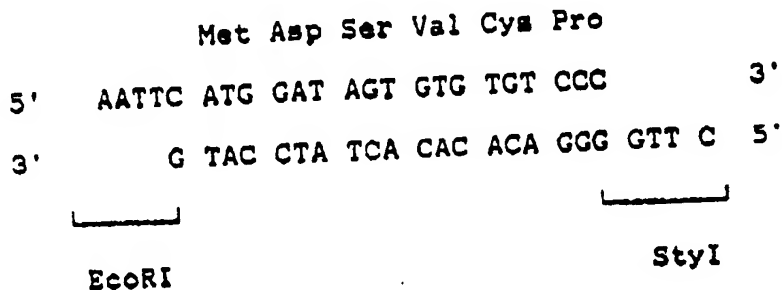 Met Asp Ser Val Cys Pro
5' AATTC ATG GAT AGT GTG TGT CCC 3'
3' G TAC CTA TCA CAC ACA GGG GTT C 5'
EcoRI StyI